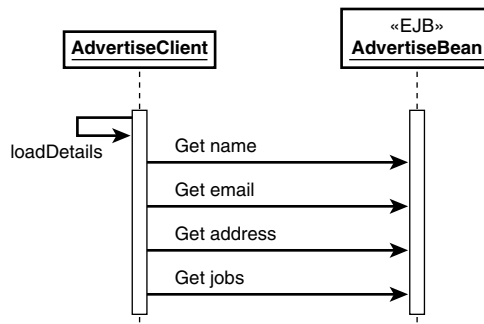 «EJB»
AdvertiseClient
AdvertiseBean
loadDetails
Get name
Get email
Get address
Get jobs